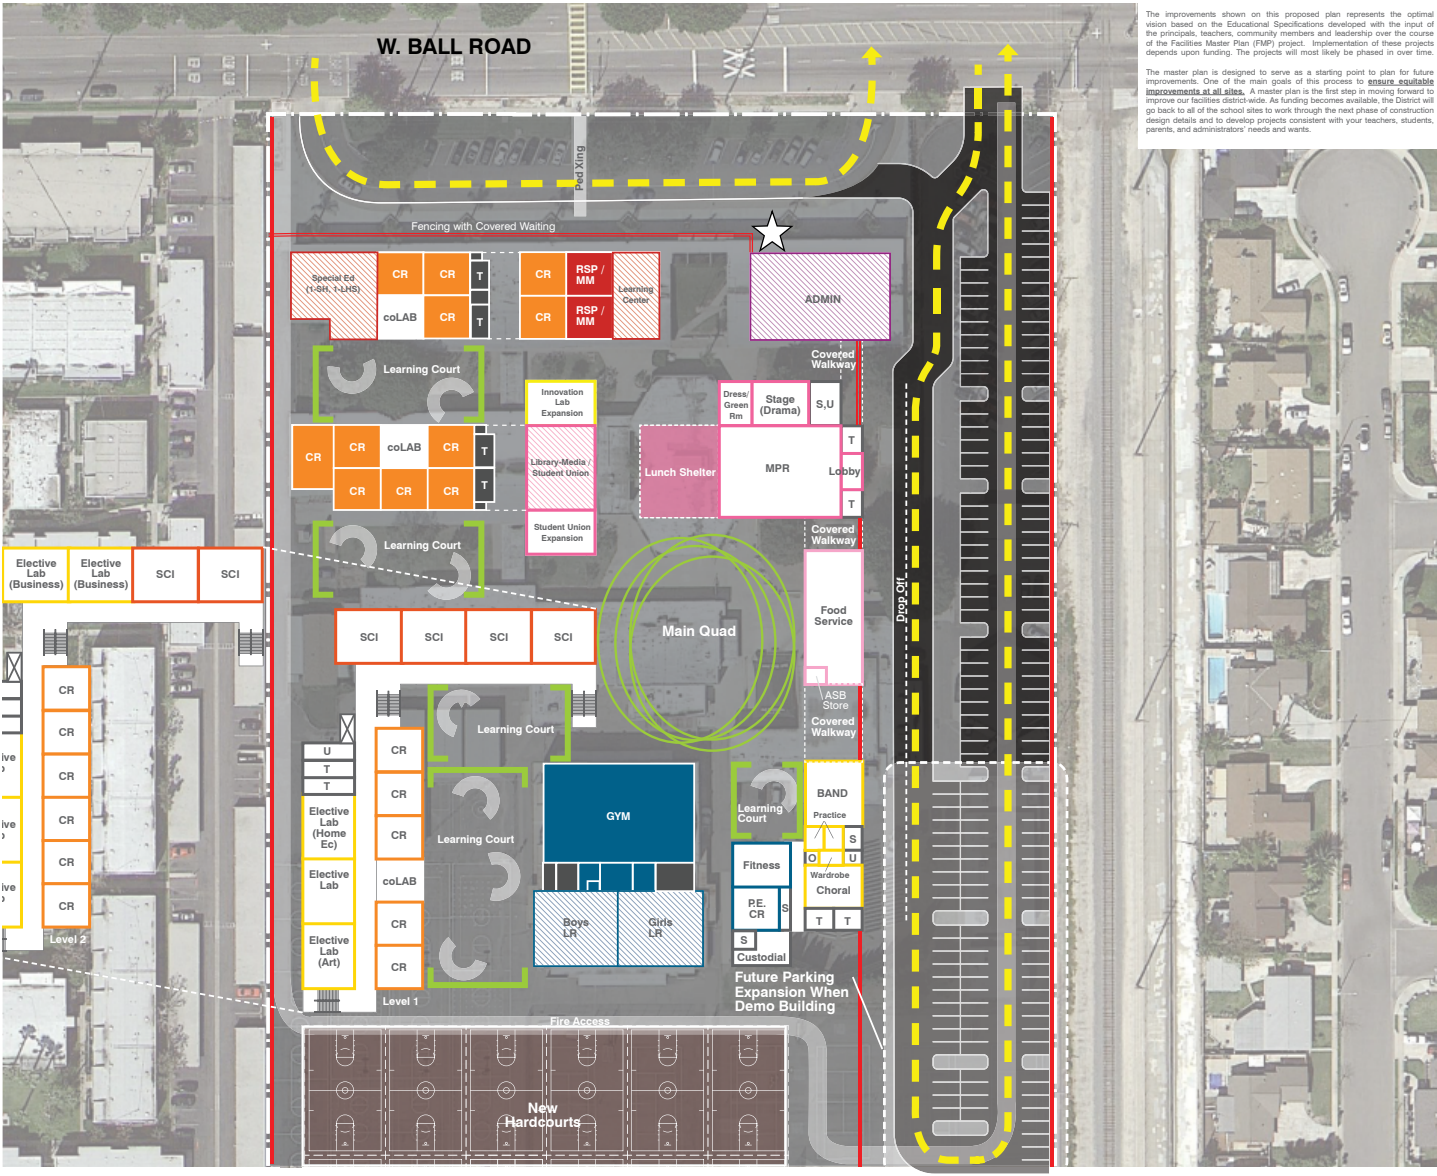 The improvements shown on this proposed plan represents the optimal
vision based on the Educational Specifications developed with the input of
the principals, teachers, community members and leadership over the course
of the Facilities Master Plan (FMP) project. Implementation of these projects
depends upon funding. The projects will most likely be phased in over time.
The master plan is designed to serve as a starting point to plan for future
improvements. One of the main goals of this process to ensure equitable
improvements at all sites. A master plan is the first step in moving forward to
improve our facilities district-wide. As funding becomes available, the District will
go back to all of the school sites to work through the next phase of construction
design details and to develop projects consistent with your teachers, students,
parents, and administrators' needs and wants.
W. BALL ROAD
Ped Xing
Fencing with Covered Waiting
Special Ed
(1-SH, 1-LHS)
CR
CR
T
CR
RSP /
MM
Learning
Center
coLAB
CR
T
CR
RSP /
MM
ADMIN
Covered
Walkway
Learning Court
Innovation
Lab
Expansion
Dress/
Green
Rm
Stage
(Drama)
S,U
CR
CR
coLAB
CR
T
CR
CR
CR
T
Library-Media /
Student Union
Lunch Shelter
MPR
T
Lobby
T
Student Union
Expansion
Covered
Walkway
Learning Court
Elective
Lab
(Business)
Elective
Lab
(Business)
SCI
SCI
Drop Off
SCI
SCI
SCI
SCI
Main Quad
Food
Service
ASB
Store
Covered
Walkway
CR
CR
CR
CR
CR
CR
Level 2
ive
ive
ive
Learning Court
U
T
T
CR
CR
CR
coLAB
CR
CR
Level 1
Elective
Lab
(Home
Ec)
Elective
Lab
Elective
Lab
(Art)
Learning Court
GYM
Boys
LR
Girls
LR
Learning
Court
BAND
Practice
S
O
U
Wardrobe
Choral
T
T
Fitness
P.E.
CR
S
S
Custodial
Future Parking
Expansion When
Demo Building
Fire Access
New
Hardcourts